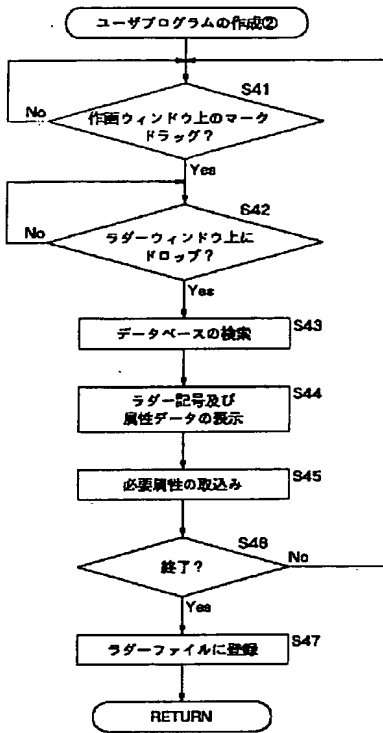 ユーザプログラムの作成②
S41
作画ウィンドウ上のマーク
ドラッグ?
No
Yes
S42
ラダーウィンドウ上に
ドロップ?
No
Yes
データベースの検索
S43
ラダー記号及び
属性データの表示
S44
必要属性の取込み
S45
S46
終了?
No
Yes
ラダーファイルに登録
S47
RETURN